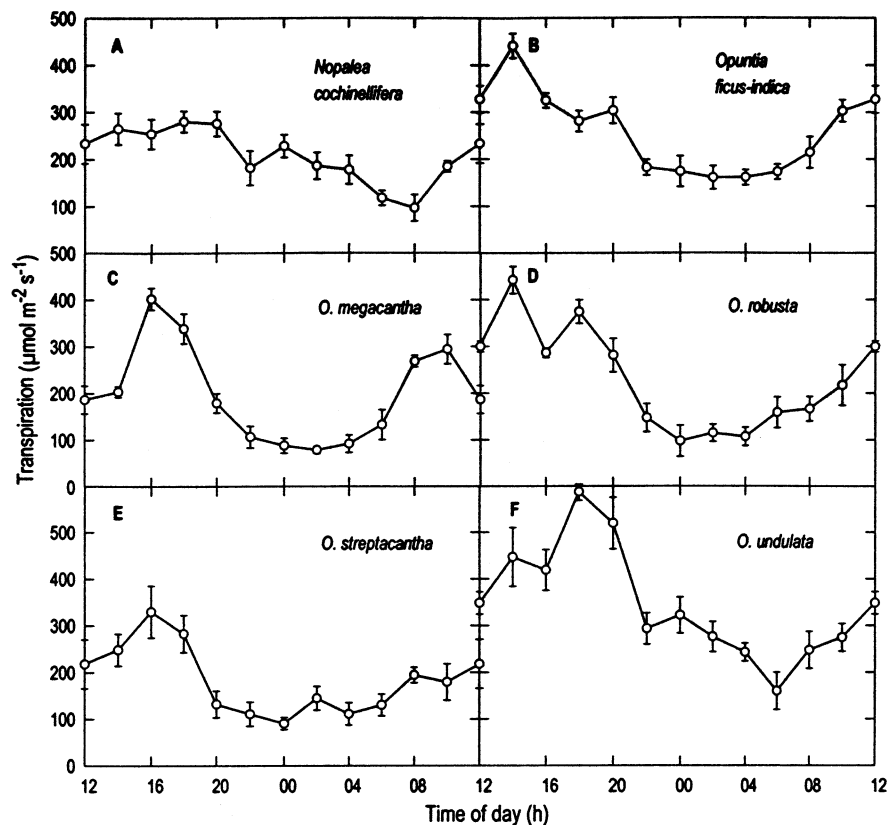 500
A
B
Nopalea
cochinellifera
Opuntia
ficus-indica
400
300
200
100
500
C
D
O. megacantha
O. robusta
400
300
200
100
0
Transpiration (µmol m⁻² s⁻¹)
E
F
O. streptacantha
O. undulata
500
400
300
200
100
0
12 16 20 00 04 08 12 16 20 00 04 08 12
Time of day (h)